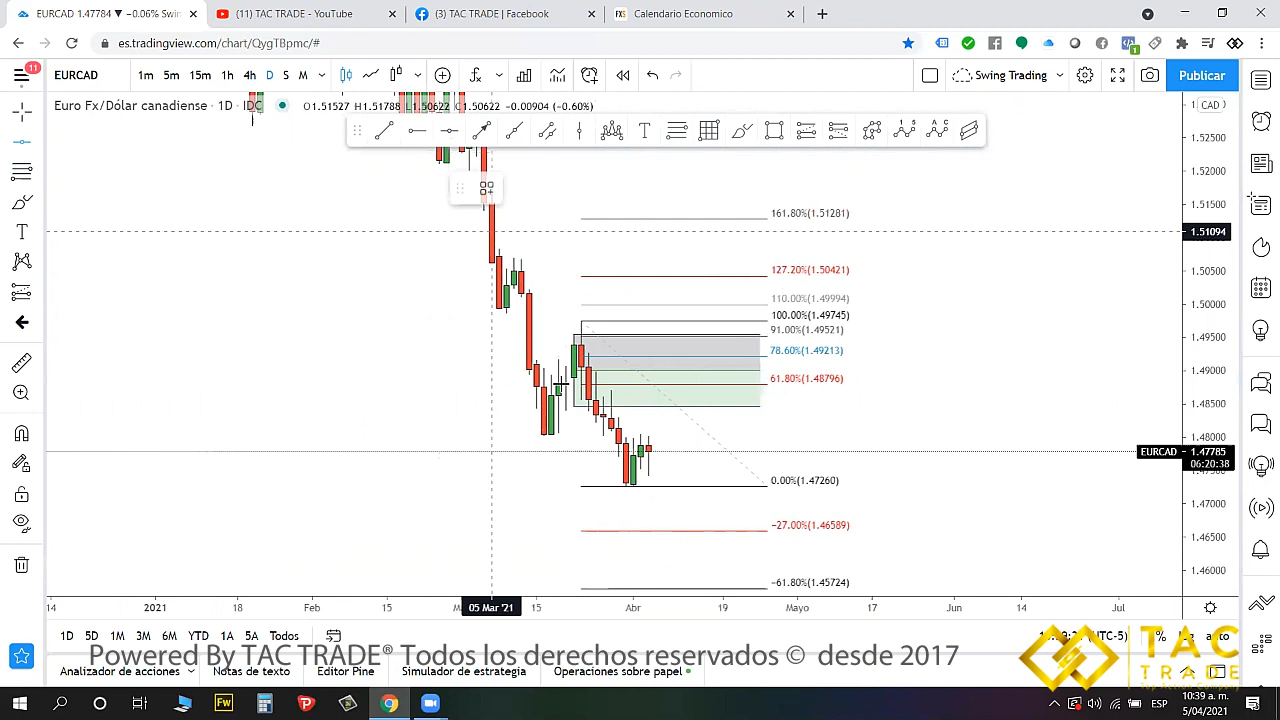 EURCAD 1.47784 ▼ −0.06% Swin
(11) TAC TRADE - YouTube
(3) TAC TRADE | Facebook
Calendario Economico
es.tradingview.com/chart/QygTBpmc/#
11
EURCAD
1m 5m 15m 1h 4h D S M
Swing Trading
Publicar
Euro Fx/Dólar canadiense · 1D · IDC
O1.51527 H1.51788 L1.50622 C1.50622 −0.00904 (−0.60%)
CAD
1.52500
1.52000
1.51500
161.80%(1.51281)
1.51094
127.20%(1.50421)
1.50500
110.00%(1.49994)
1.50000
100.00%(1.49745)
91.00%(1.49521)
1.49500
78.60%(1.49213)
1.49000
61.80%(1.48796)
1.48500
1.48000
EURCAD 1.47785
06:20:38
0.00%(1.47260)
1.47000
−27.00%(1.46589)
1.46500
1.46000
−61.80%(1.45724)
14 2021 18 Feb 15 05 Mar '21 15 Abr 19 Mayo 17 Jun 14 Jul
1D 5D 1M 3M 6M YTD 1A 5A Todos
(UTC-5) % auto
Powered By TAC TRADE® Todos los derechos reservados © desde 2017
TAC
TRADE
Top Action Company
Analizador de acciones Notas de texto Editor Pine Simulador de estrategia Operaciones sobre papel
ESP
10:39 a. m.
5/04/2021